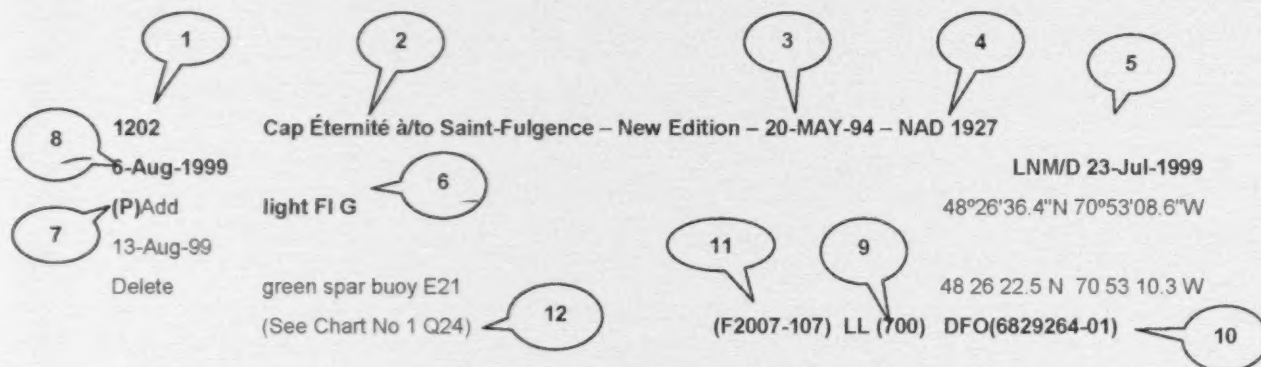 1 2 3 4 5
1202 Cap Éternité à/to Saint-Fulgence – New Edition – 20-MAY-94 – NAD 1927
8
6-Aug-1999 LNM/D 23-Jul-1999
6
(P)Add light Fl G 48º26'36.4"N 70º53'08.6"W
7
13-Aug-99 11 9
Delete green spar buoy E21 48 26 22.5 N 70 53 10.3 W
(See Chart No 1 Q24) 12 (F2007-107) LL (700) DFO(6829264-01) 10